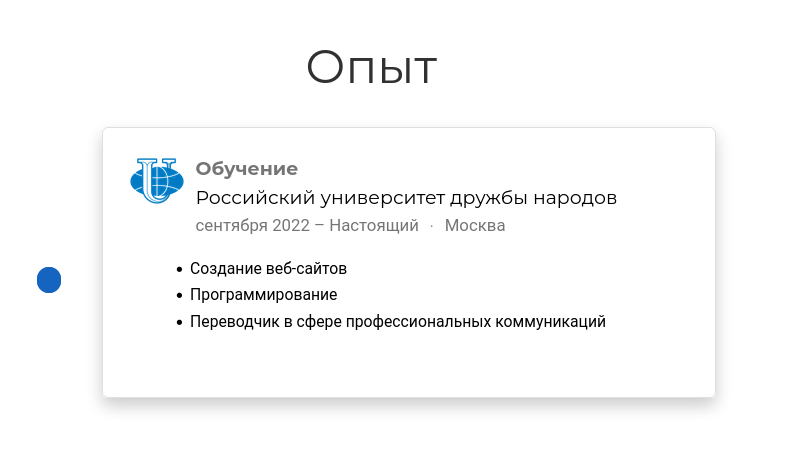 Опыт
Обучение
Российский университет дружбы народов
сентября 2022 – Настоящий · Москва
• Создание веб-сайтов
• Программирование
• Переводчик в сфере профессиональных коммуникаций